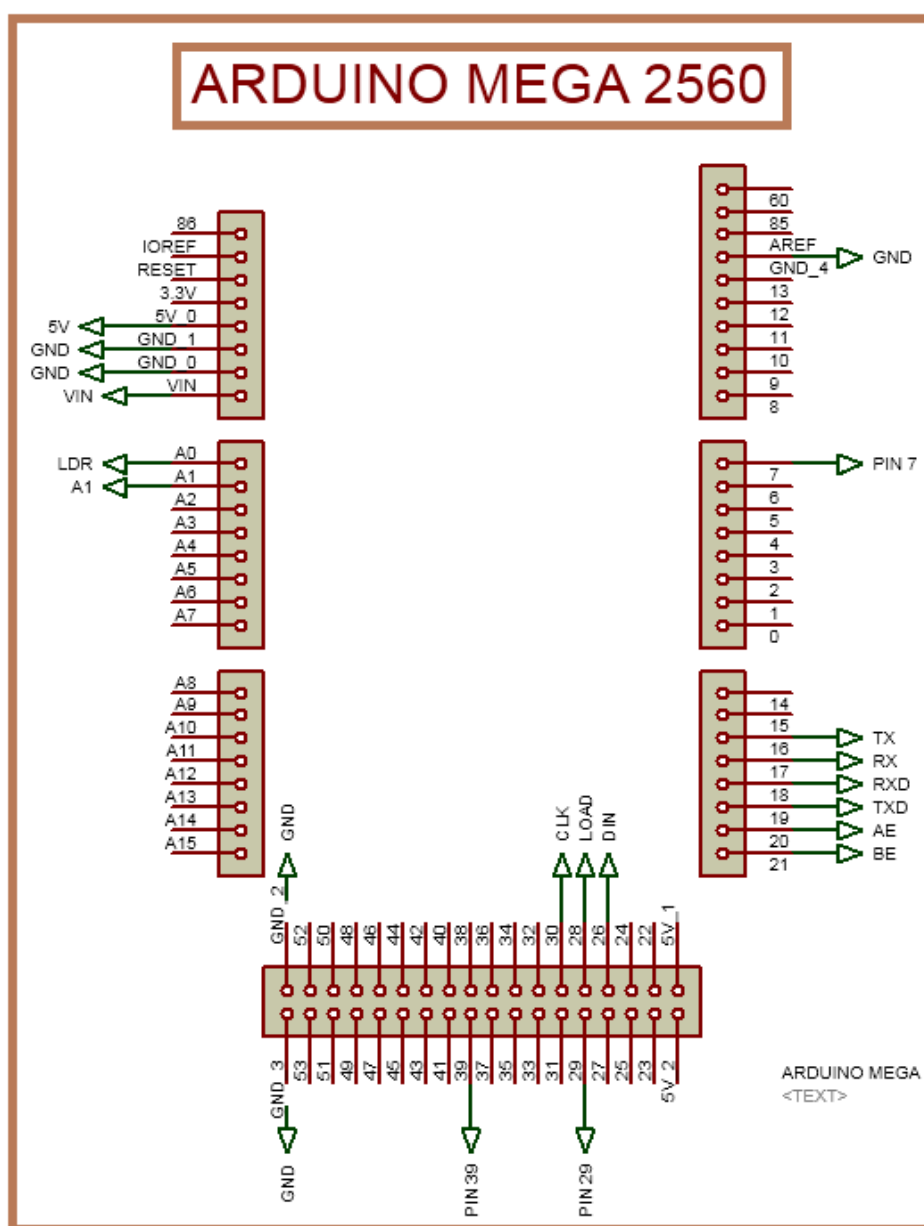 ARDUINO MEGA 2560
86
IOREF
RESET
3.3V
5V 5V_0
GND GND_1
GND GND_0
VIN VIN
60
85
AREF
GND
GND_4
13
12
11
10
9
8
LDR A0
A1 A1
A2
A3
A4
A5
A6
A7
PIN 7
7
6
5
4
3
2
1
0
A8
A9
A10
A11
A12
A13
A14
A15
14
15
TX
16
RX
17
RXD
18
TXD
19
AE
20
BE
21
GND CLK LOAD DIN
GND_2 52 50 48 46 44 42 40 38 36 34 32 30 28 26 24 22 5V_1
GND_3 53 51 49 47 45 43 41 39 37 35 33 31 29 27 25 23 5V_2
GND PIN39 PIN29
ARDUINO MEGA
<TEXT>